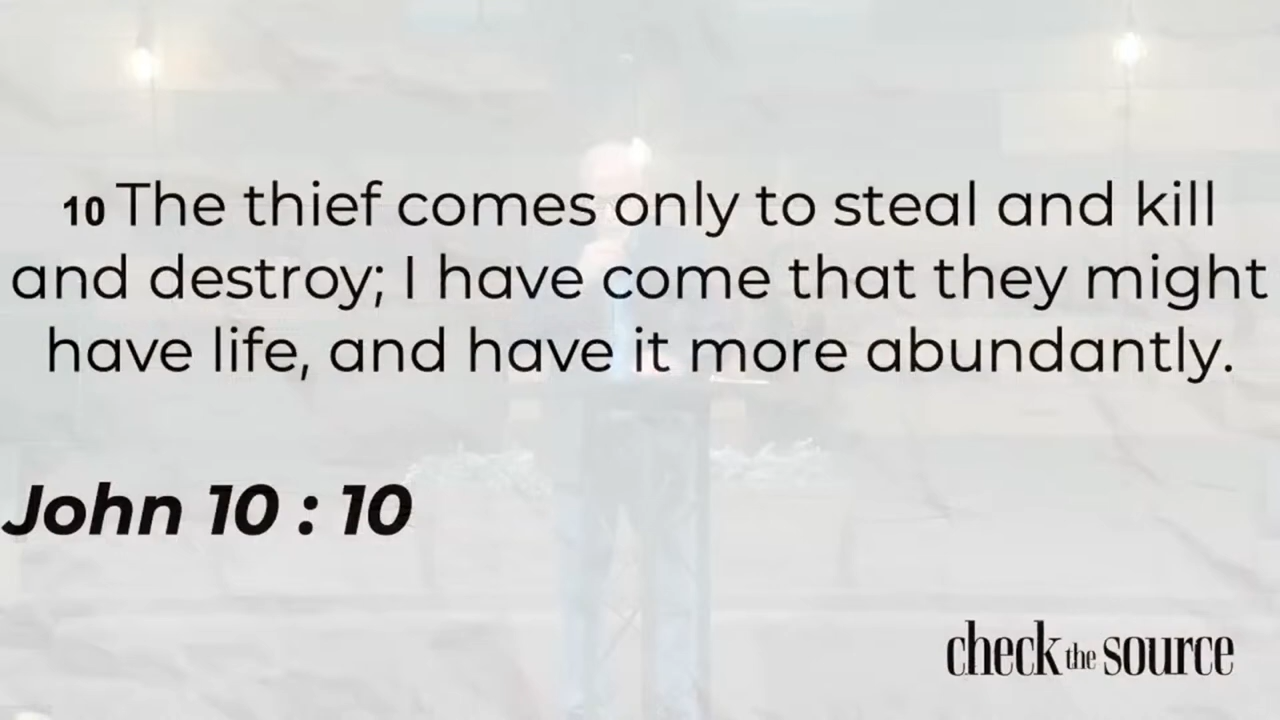 10 The thief comes only to steal and kill
and destroy; I have come that they might
have life, and have it more abundantly.
John 10 : 10
check the source